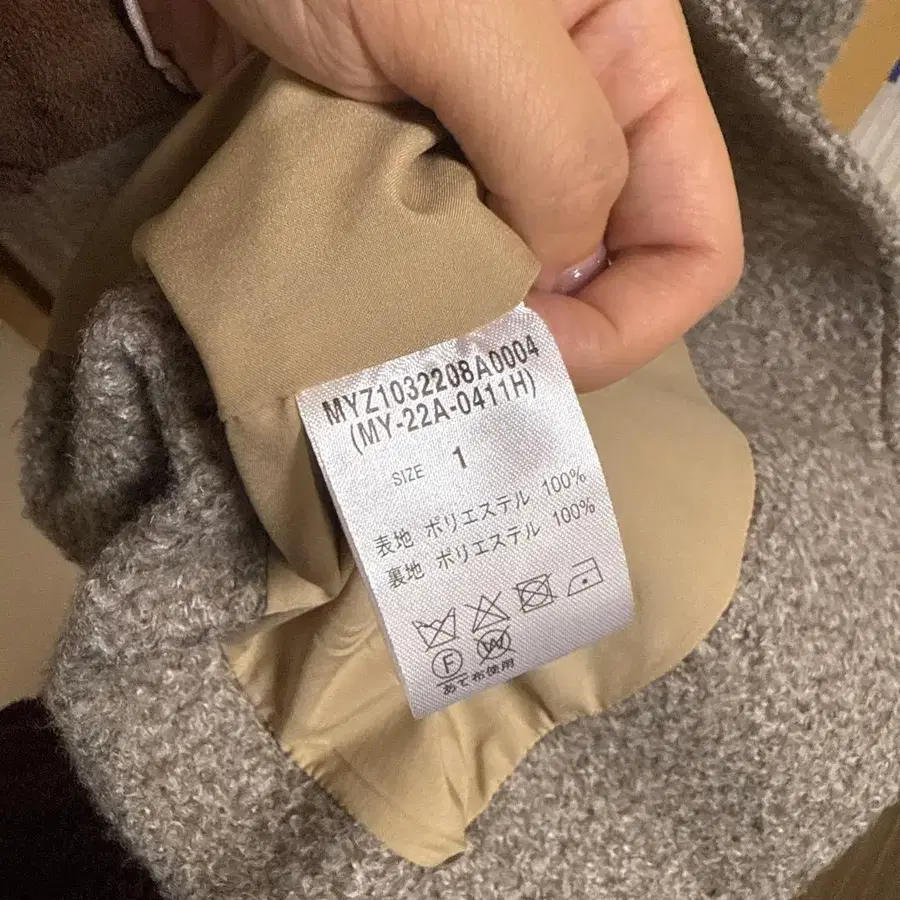 MYZ1032208A0004
(MY-22A-0411H)
SIZE 1
表地 ポリエステル 100%
裏地 ポリエステル 100%
F W
あて布使用